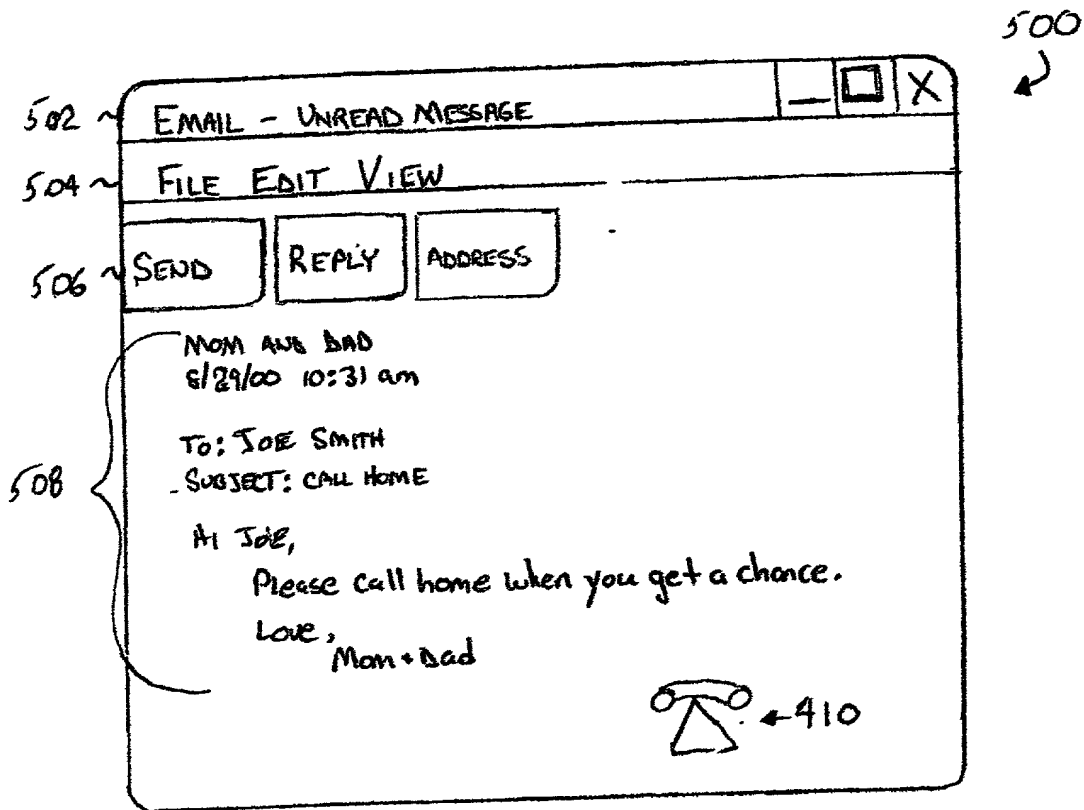 500
502 EMAIL - UNREAD MESSAGE _ X
504 FILE EDIT VIEW
506 SEND REPLY ADDRESS
MOM AND DAD
8/29/00 10:31 am
TO: JOE SMITH
508
SUBJECT: CALL HOME
HI JOE,
Please call home when you get a chance.
Love,
Mom + Dad
410